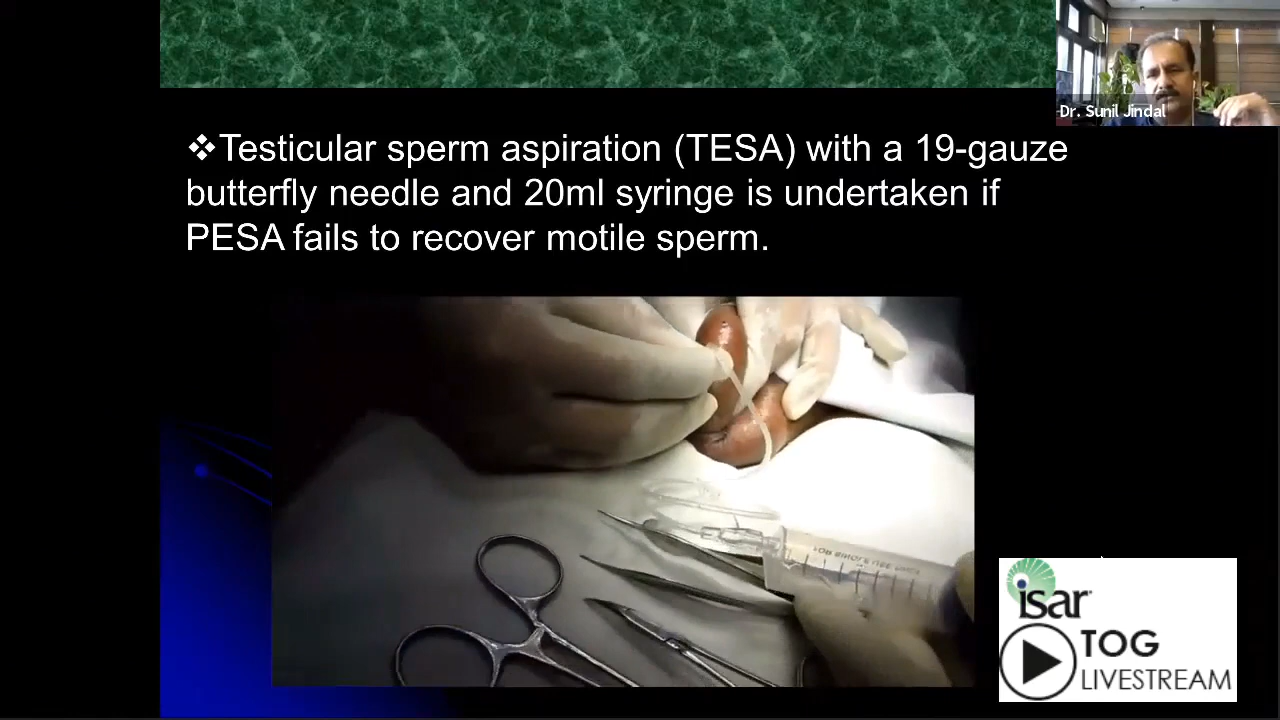 Dr. Sunil Jindal
❖Testicular sperm aspiration (TESA) with a 19-gauze
butterfly needle and 20ml syringe is undertaken if
PESA fails to recover motile sperm.
isar
TOG
LIVESTREAM